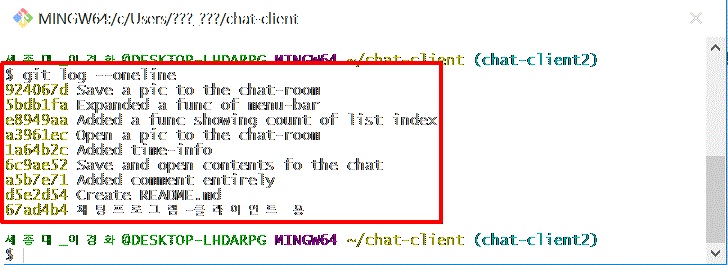 MINGW64:/c/Users/???_???/chat-client
세종대_이경화@DESKTOP-LHDARPG MINGW64 ~/chat-client (chat-client2)
$ git log --oneline
924067d Save a pic to the chat-room
5bdb1fa Expanded a func of menu-bar
e8949aa Added a func showing count of list index
a3961ec Open a pic to the chat-room
1a64b2c Added time-info
6c9ae52 Save and open contents fo the chat
a5b7e71 Added comment entirely
d5e2d54 Create README.md
67ad4b4 채팅프로그램-클라이언트 폼
세종대_이경화@DESKTOP-LHDARPG MINGW64 ~/chat-client (chat-client2)
$